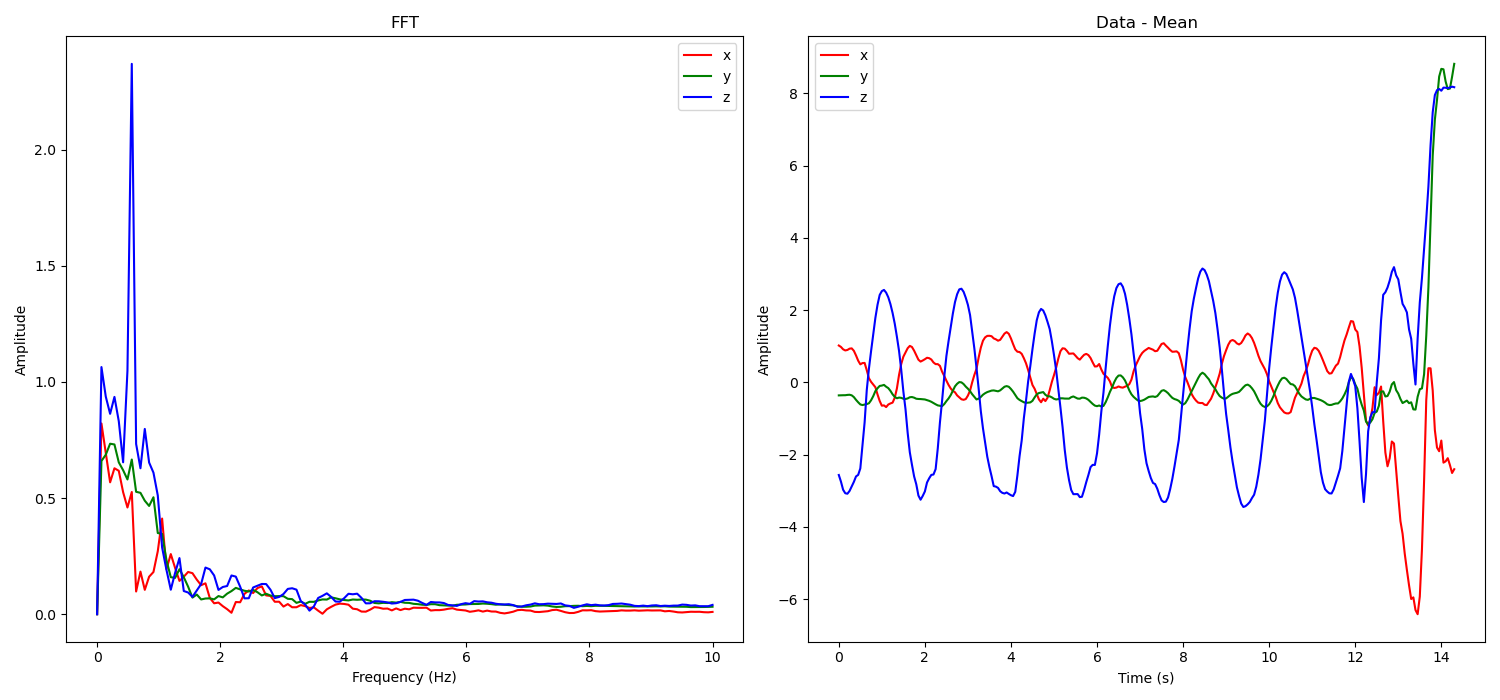 FFT
x
y
z
Amplitude
2.0
1.5
1.0
0.5
0.0
0 2 4 6 8 10
Frequency (Hz)
Data - Mean
x
y
z
Amplitude
8
6
4
2
0
−2
−4
−6
0 2 4 6 8 10 12 14
Time (s)